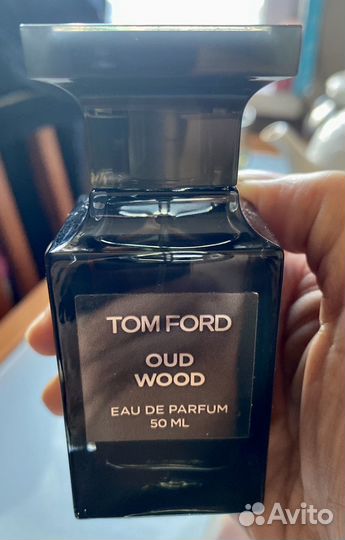 TOM FORD
OUD
WOOD
EAU DE PARFUM
50 ML
Avito